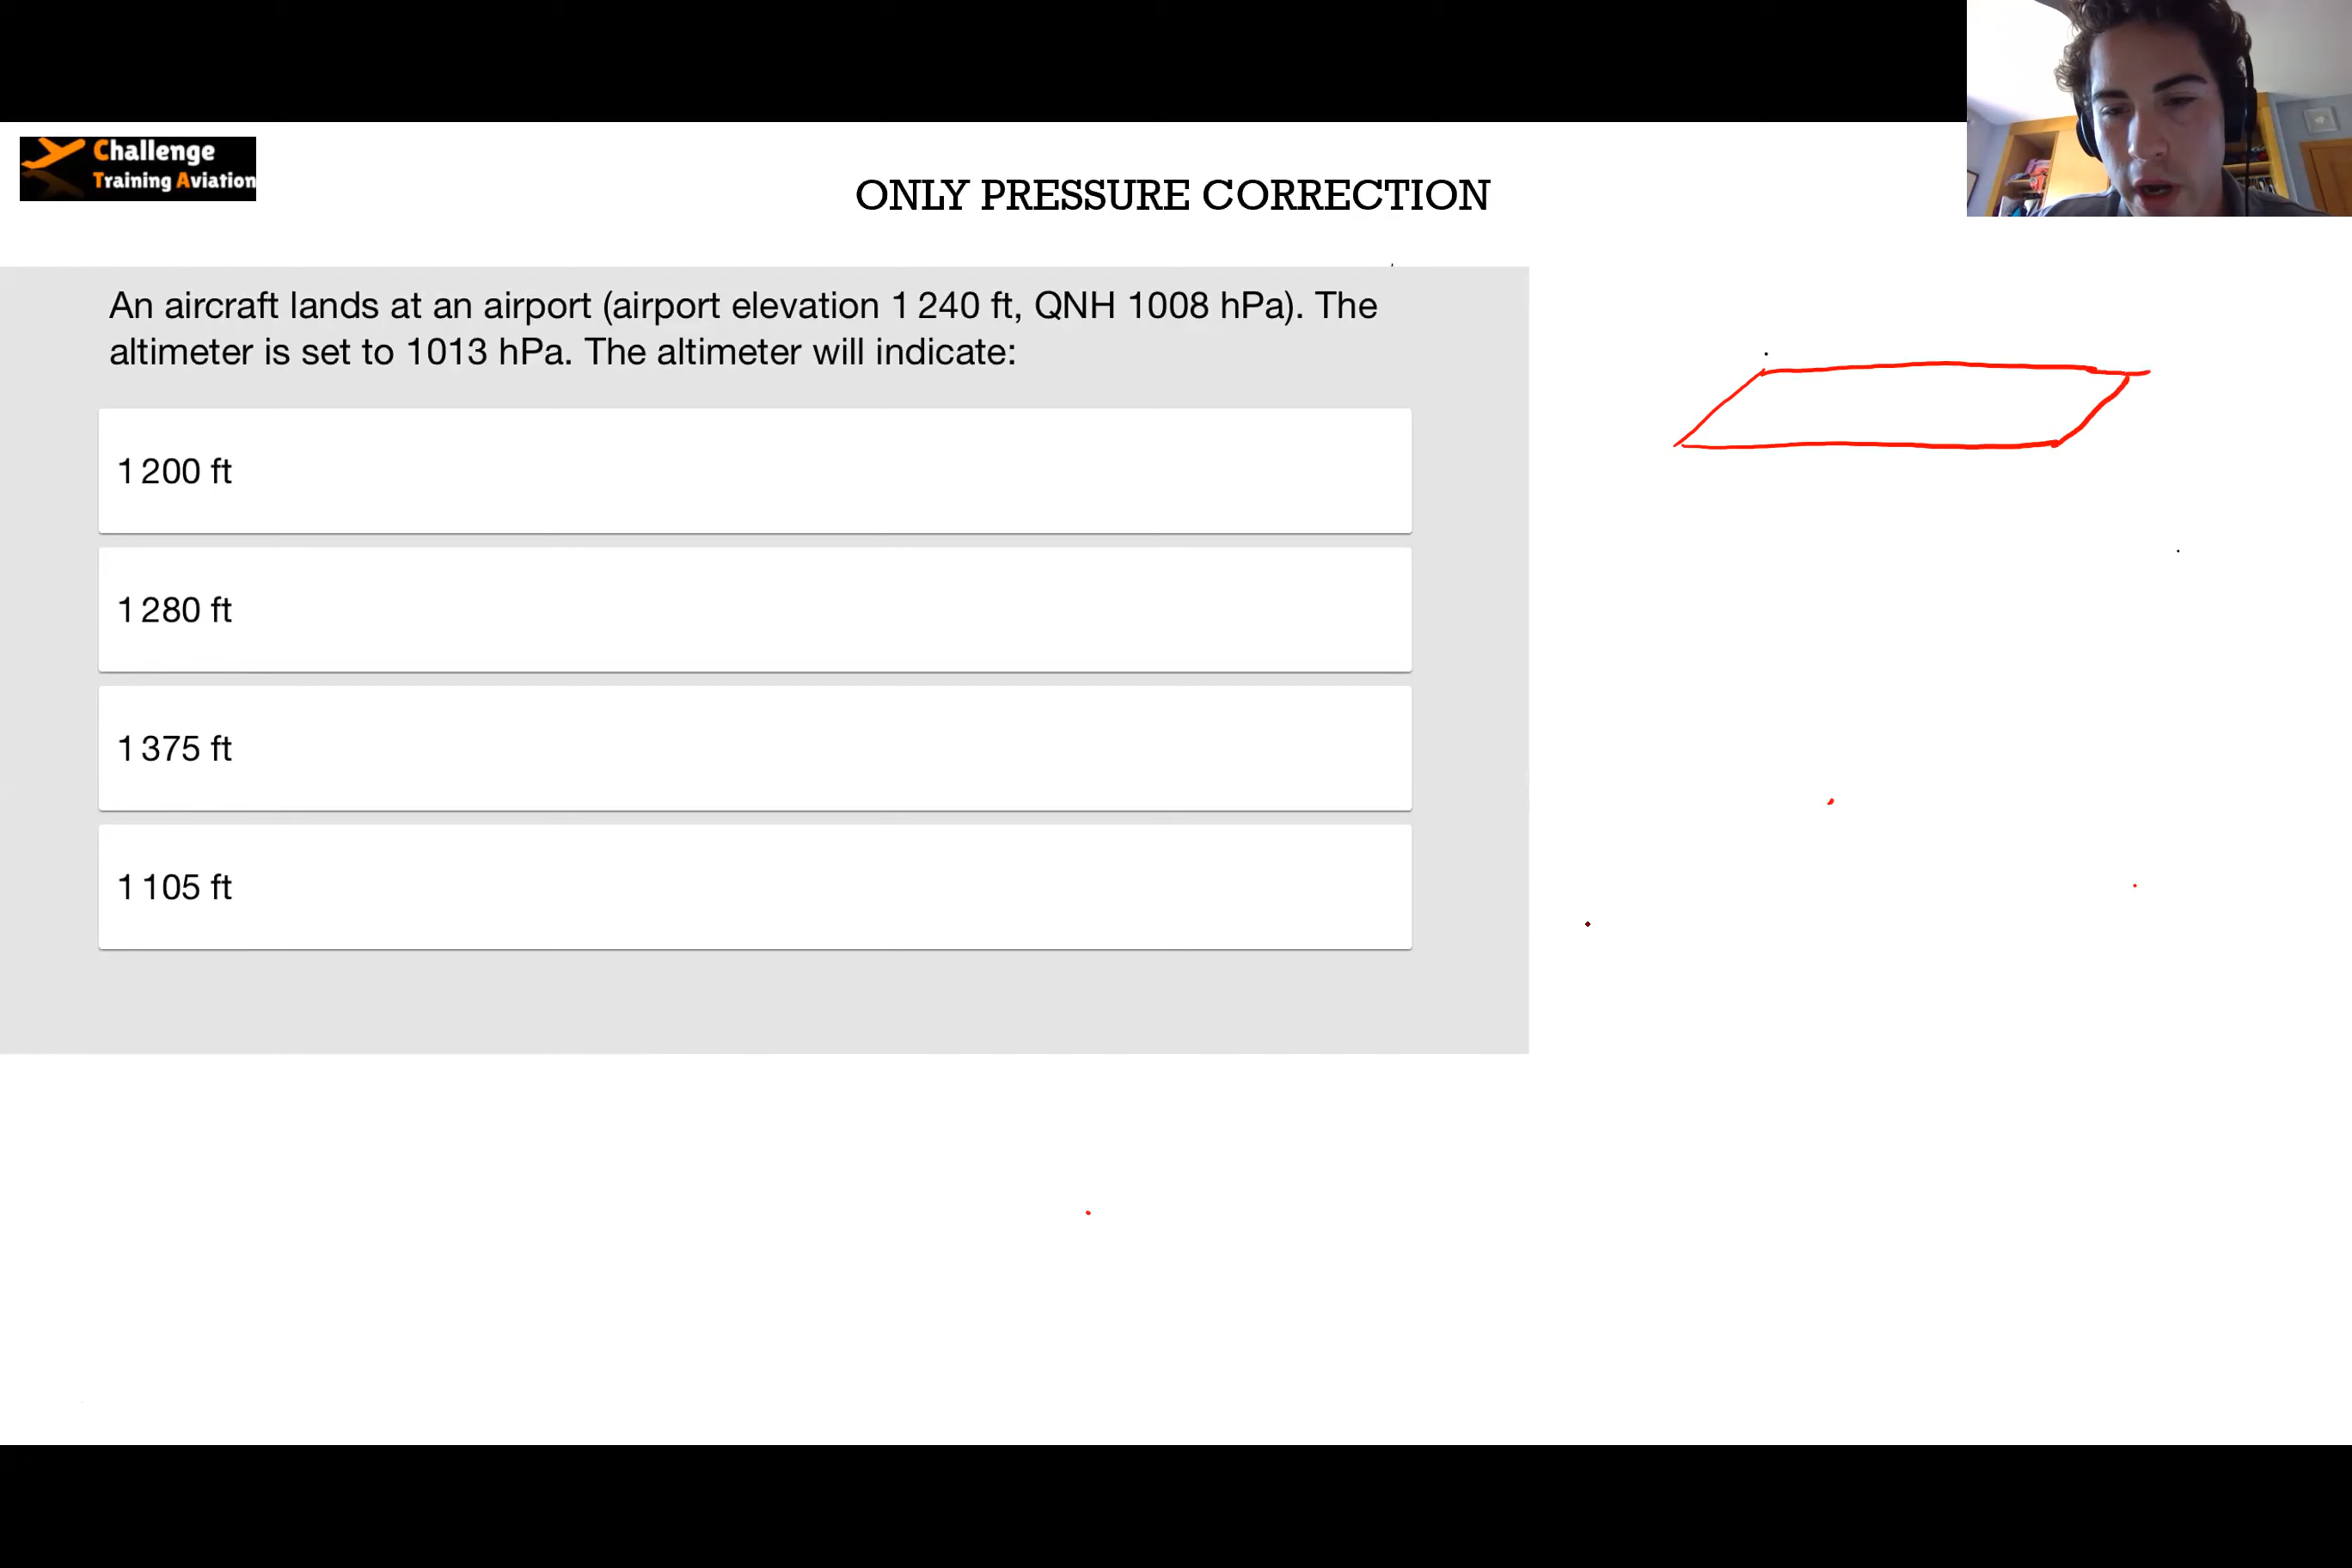 Challenge
Training Aviation
ONLY PRESSURE CORRECTION
An aircraft lands at an airport (airport elevation 1 240 ft, QNH 1008 hPa). The
altimeter is set to 1013 hPa. The altimeter will indicate:
1 200 ft
1 280 ft
1 375 ft
1 105 ft